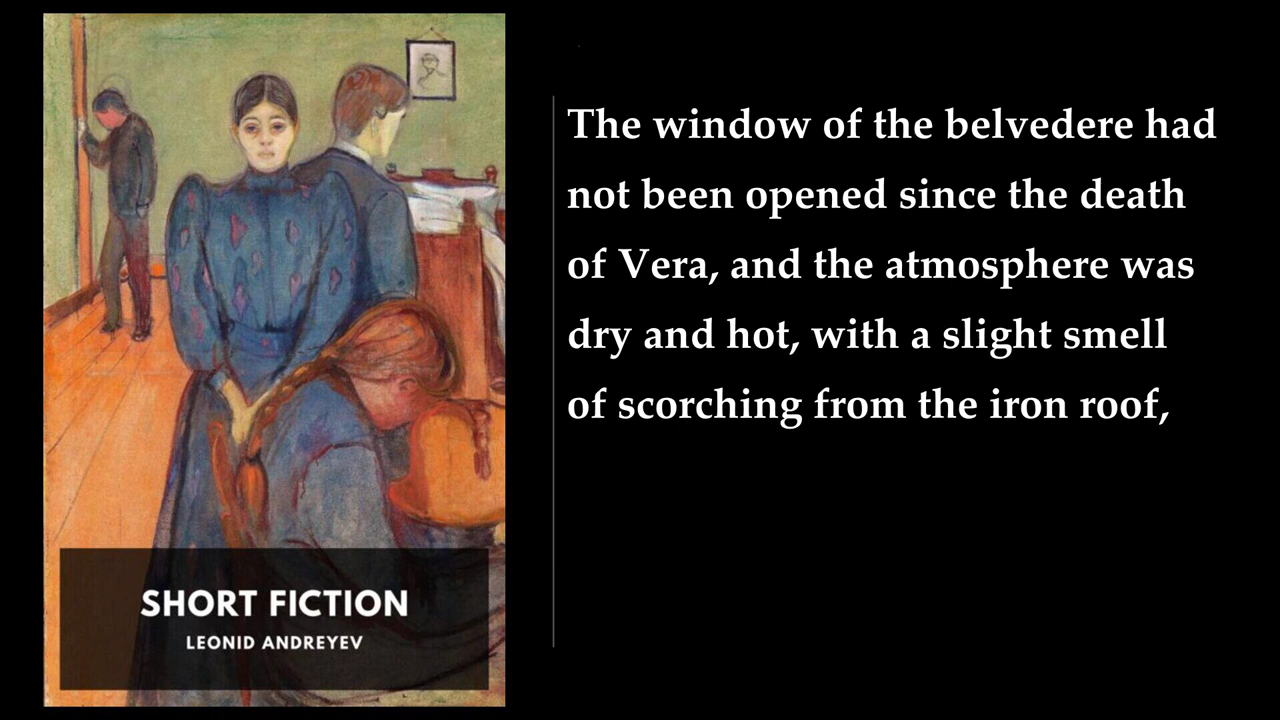 SHORT FICTION
LEONID ANDREYEV
The window of the belvedere had
not been opened since the death
of Vera, and the atmosphere was
dry and hot, with a slight smell
of scorching from the iron roof,